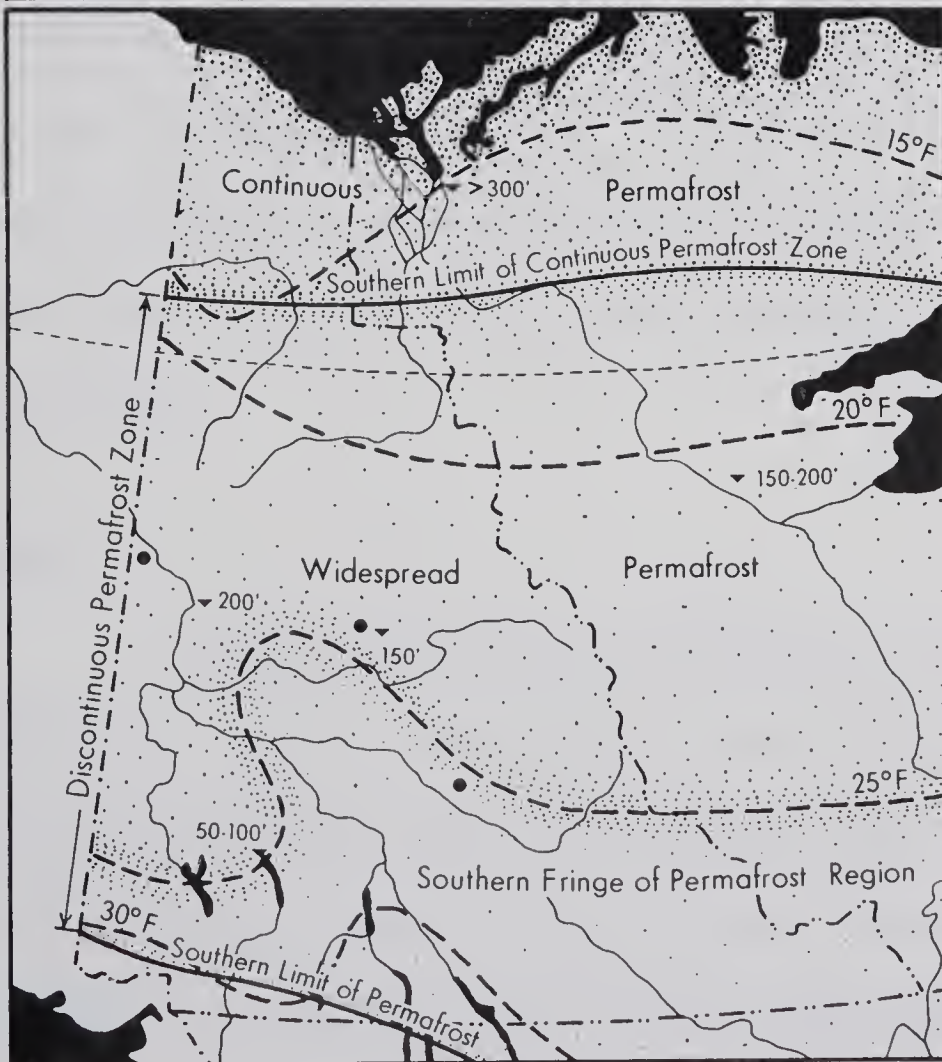 15°F
Continuous
> 300'
Permafrost
Southern Limit of Continuous Permafrost Zone
20°F
150-200'
Discontinuous Permafrost Zone
Widespread
Permafrost
200'
150'
25°F
50-100'
Southern Fringe of Permafrost Region
30°F
Southern Limit of Permafrost